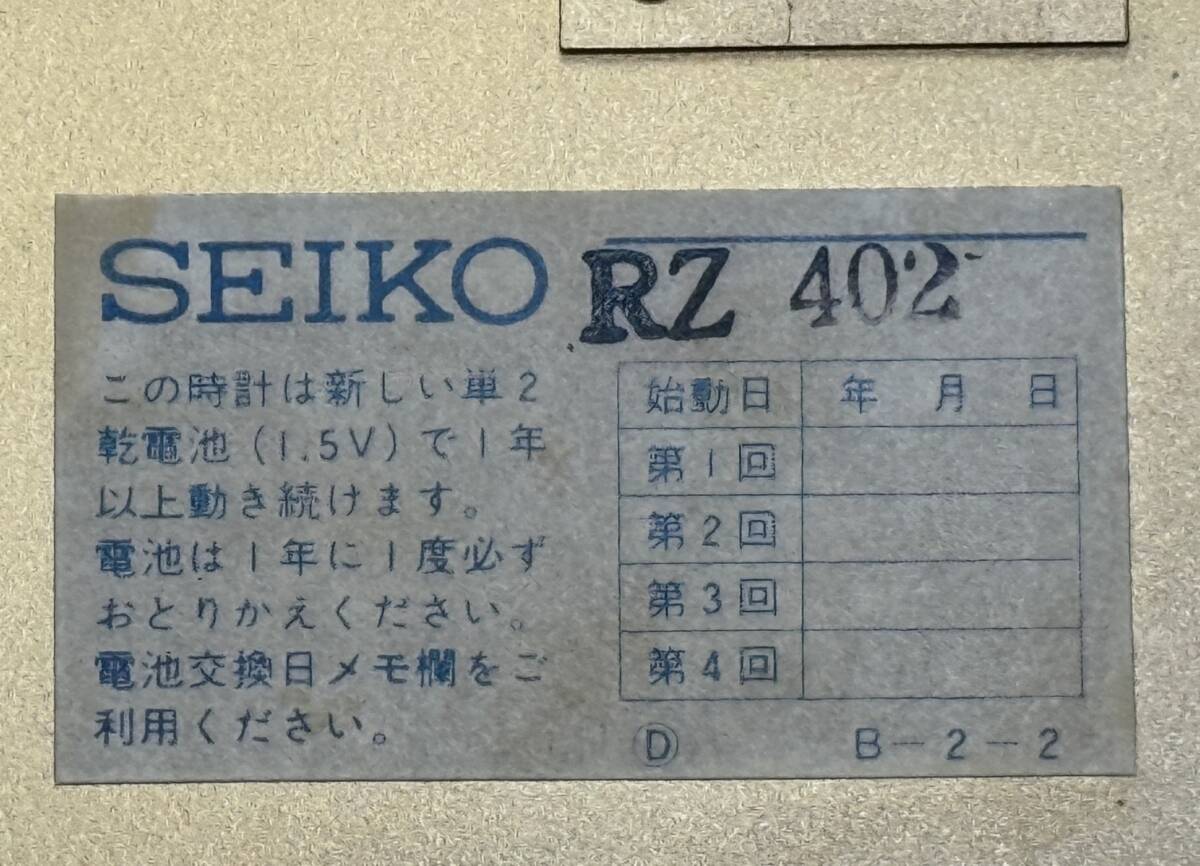 SEIKO RZ 402
この時計は新しい単2
乾電池(1.5V)で1年
以上動き続けます。
電池は1年に1度必ず
おとりかえください。
電池交換日メモ欄をご
利用ください。
始動日 年 月 日
第1回
第2回
第3回
第4回
Ⓓ B-2-2